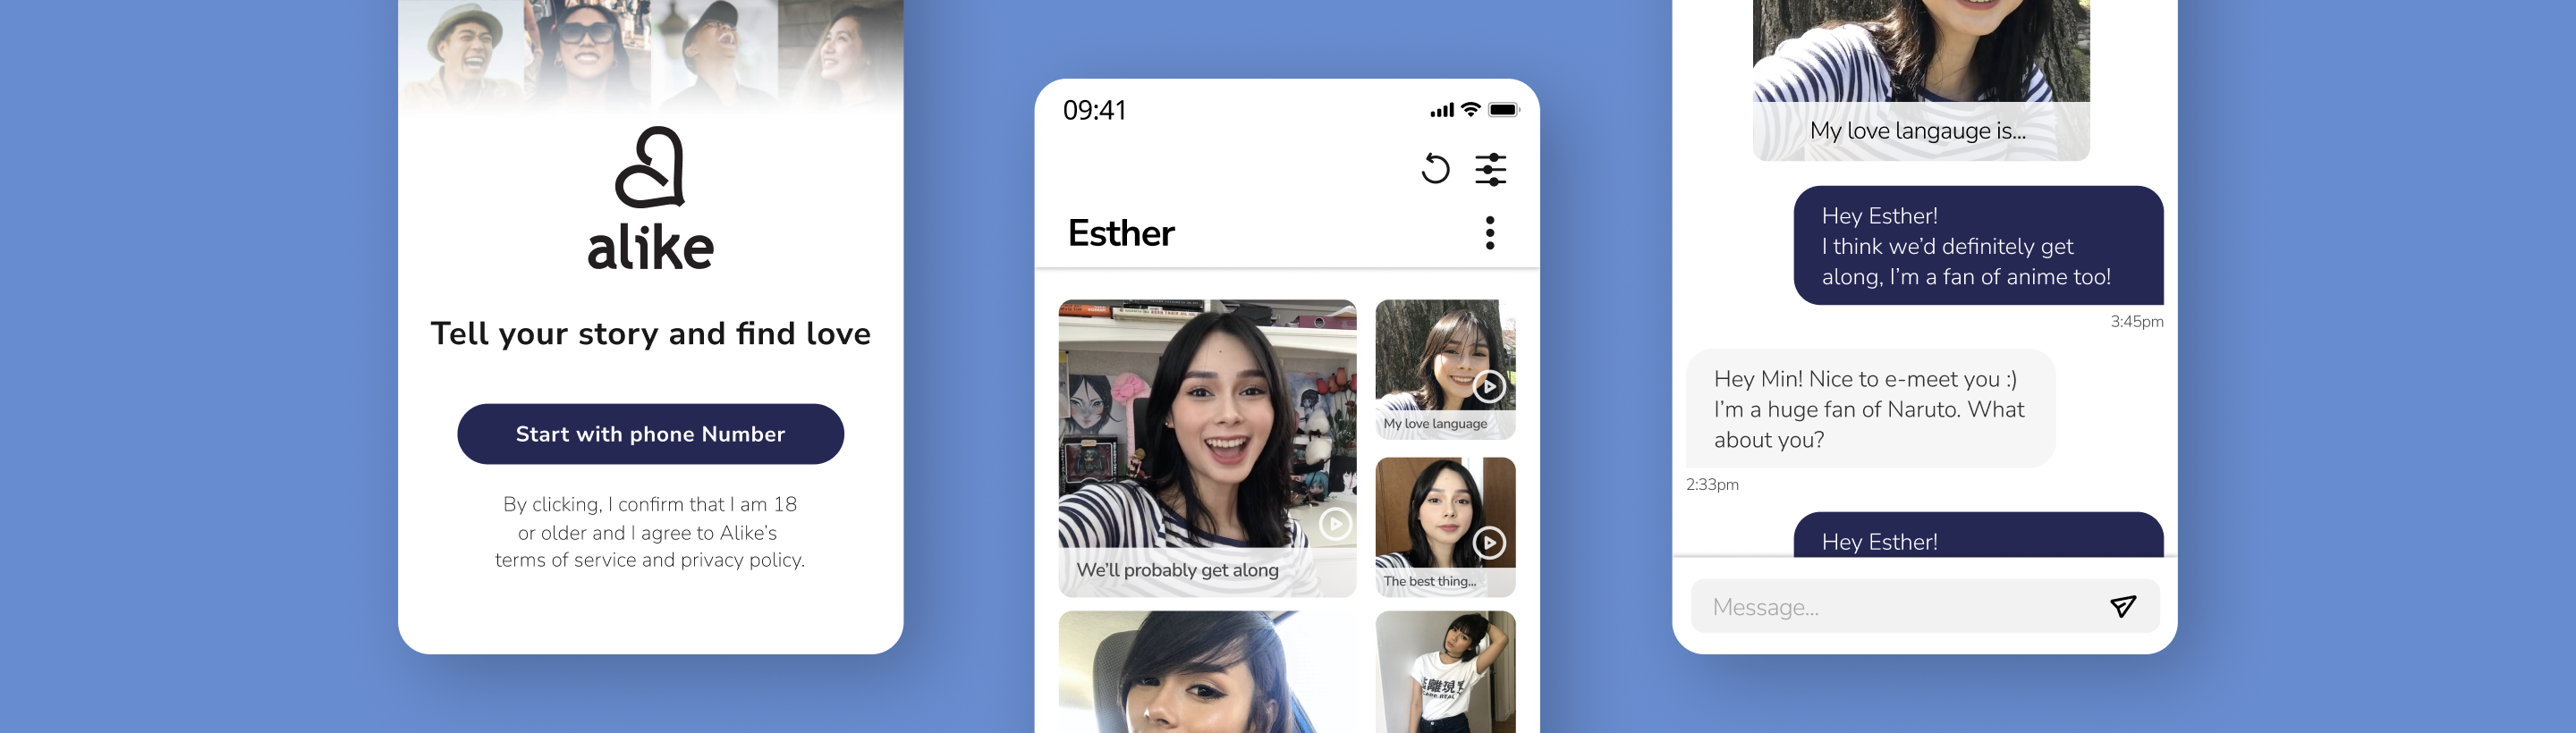 alike
Tell your story and find love
Start with phone Number
By clicking, I confirm that I am 18
or older and I agree to Alike's
terms of service and privacy policy.
09:41
Esther
We'll probably get along
My love language
The best thing...
My love langauge is...
Hey Esther!
I think we'd definitely get
along, I'm a fan of anime too!
3:45pm
Hey Min! Nice to e-meet you :)
I'm a huge fan of Naruto. What
about you?
2:33pm
Hey Esther!
Message...